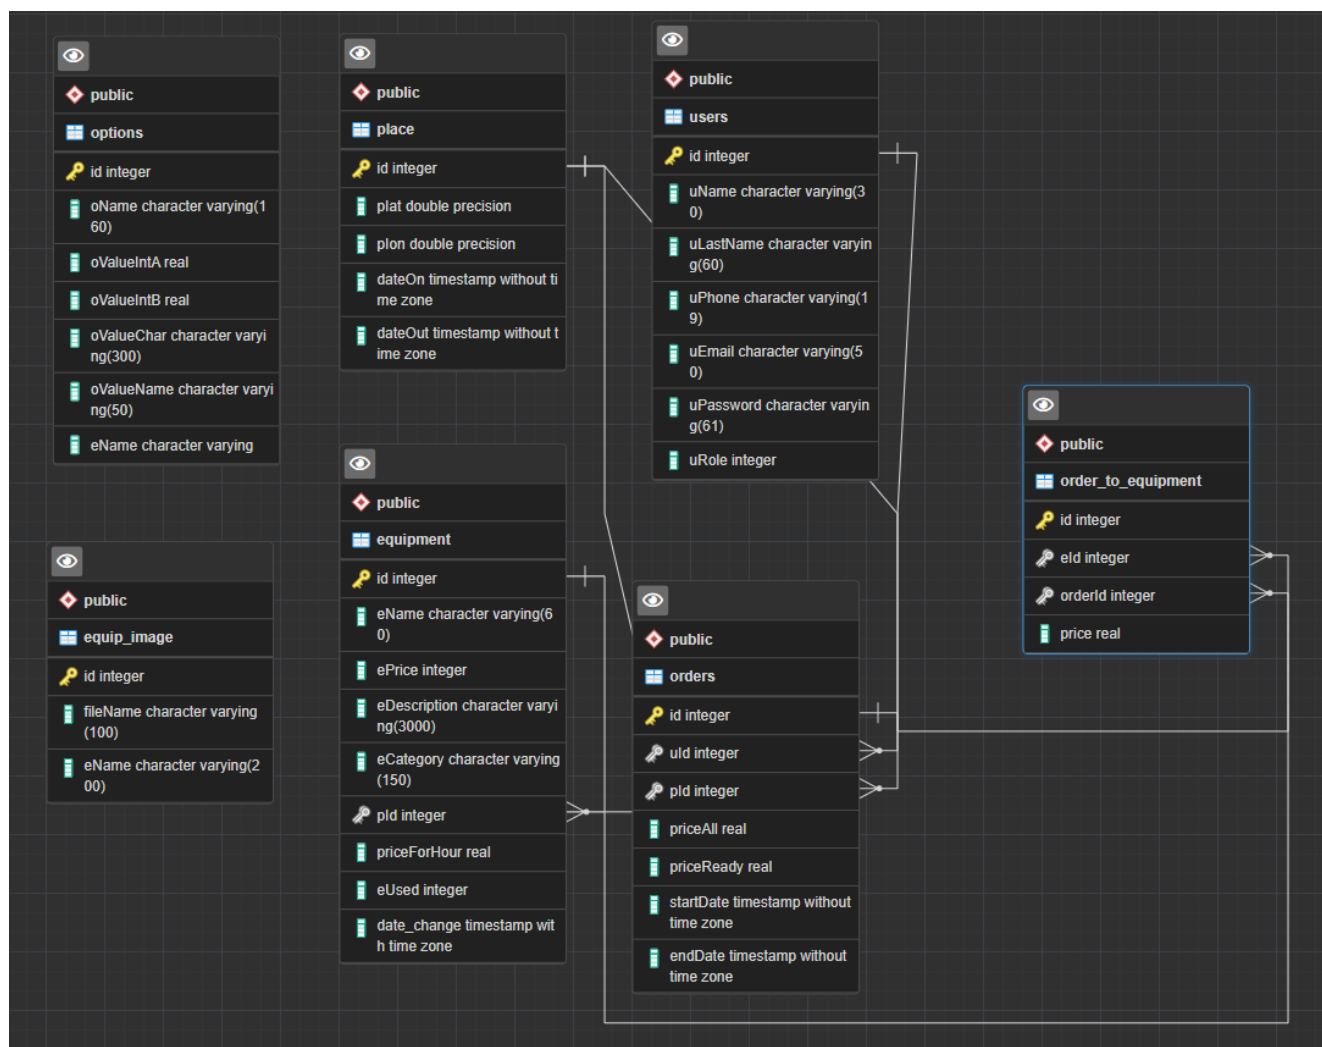 public
options
id integer
oName character varying(1
60)
oValueIntA real
oValueIntB real
oValueChar character varyi
ng(300)
oValueName character varyi
ng(50)
eName character varying
public
place
id integer
plat double precision
plon double precision
dateOn timestamp without ti
me zone
dateOut timestamp without t
ime zone
public
users
id integer
uName character varying(3
0)
uLastName character varyin
g(60)
uPhone character varying(1
9)
uEmail character varying(5
0)
uPassword character varyin
g(61)
uRole integer
public
order_to_equipment
id integer
eId integer
orderId integer
price real
public
equip_image
id integer
fileName character varying
(100)
eName character varying(2
00)
public
equipment
id integer
eName character varying(6
0)
ePrice integer
eDescription character varyi
ng(3000)
eCategory character varying
(150)
pId integer
priceForHour real
eUsed integer
date_change timestamp wit
h time zone
public
orders
id integer
uId integer
pId integer
priceAll real
priceReady real
startDate timestamp without
time zone
endDate timestamp without
time zone